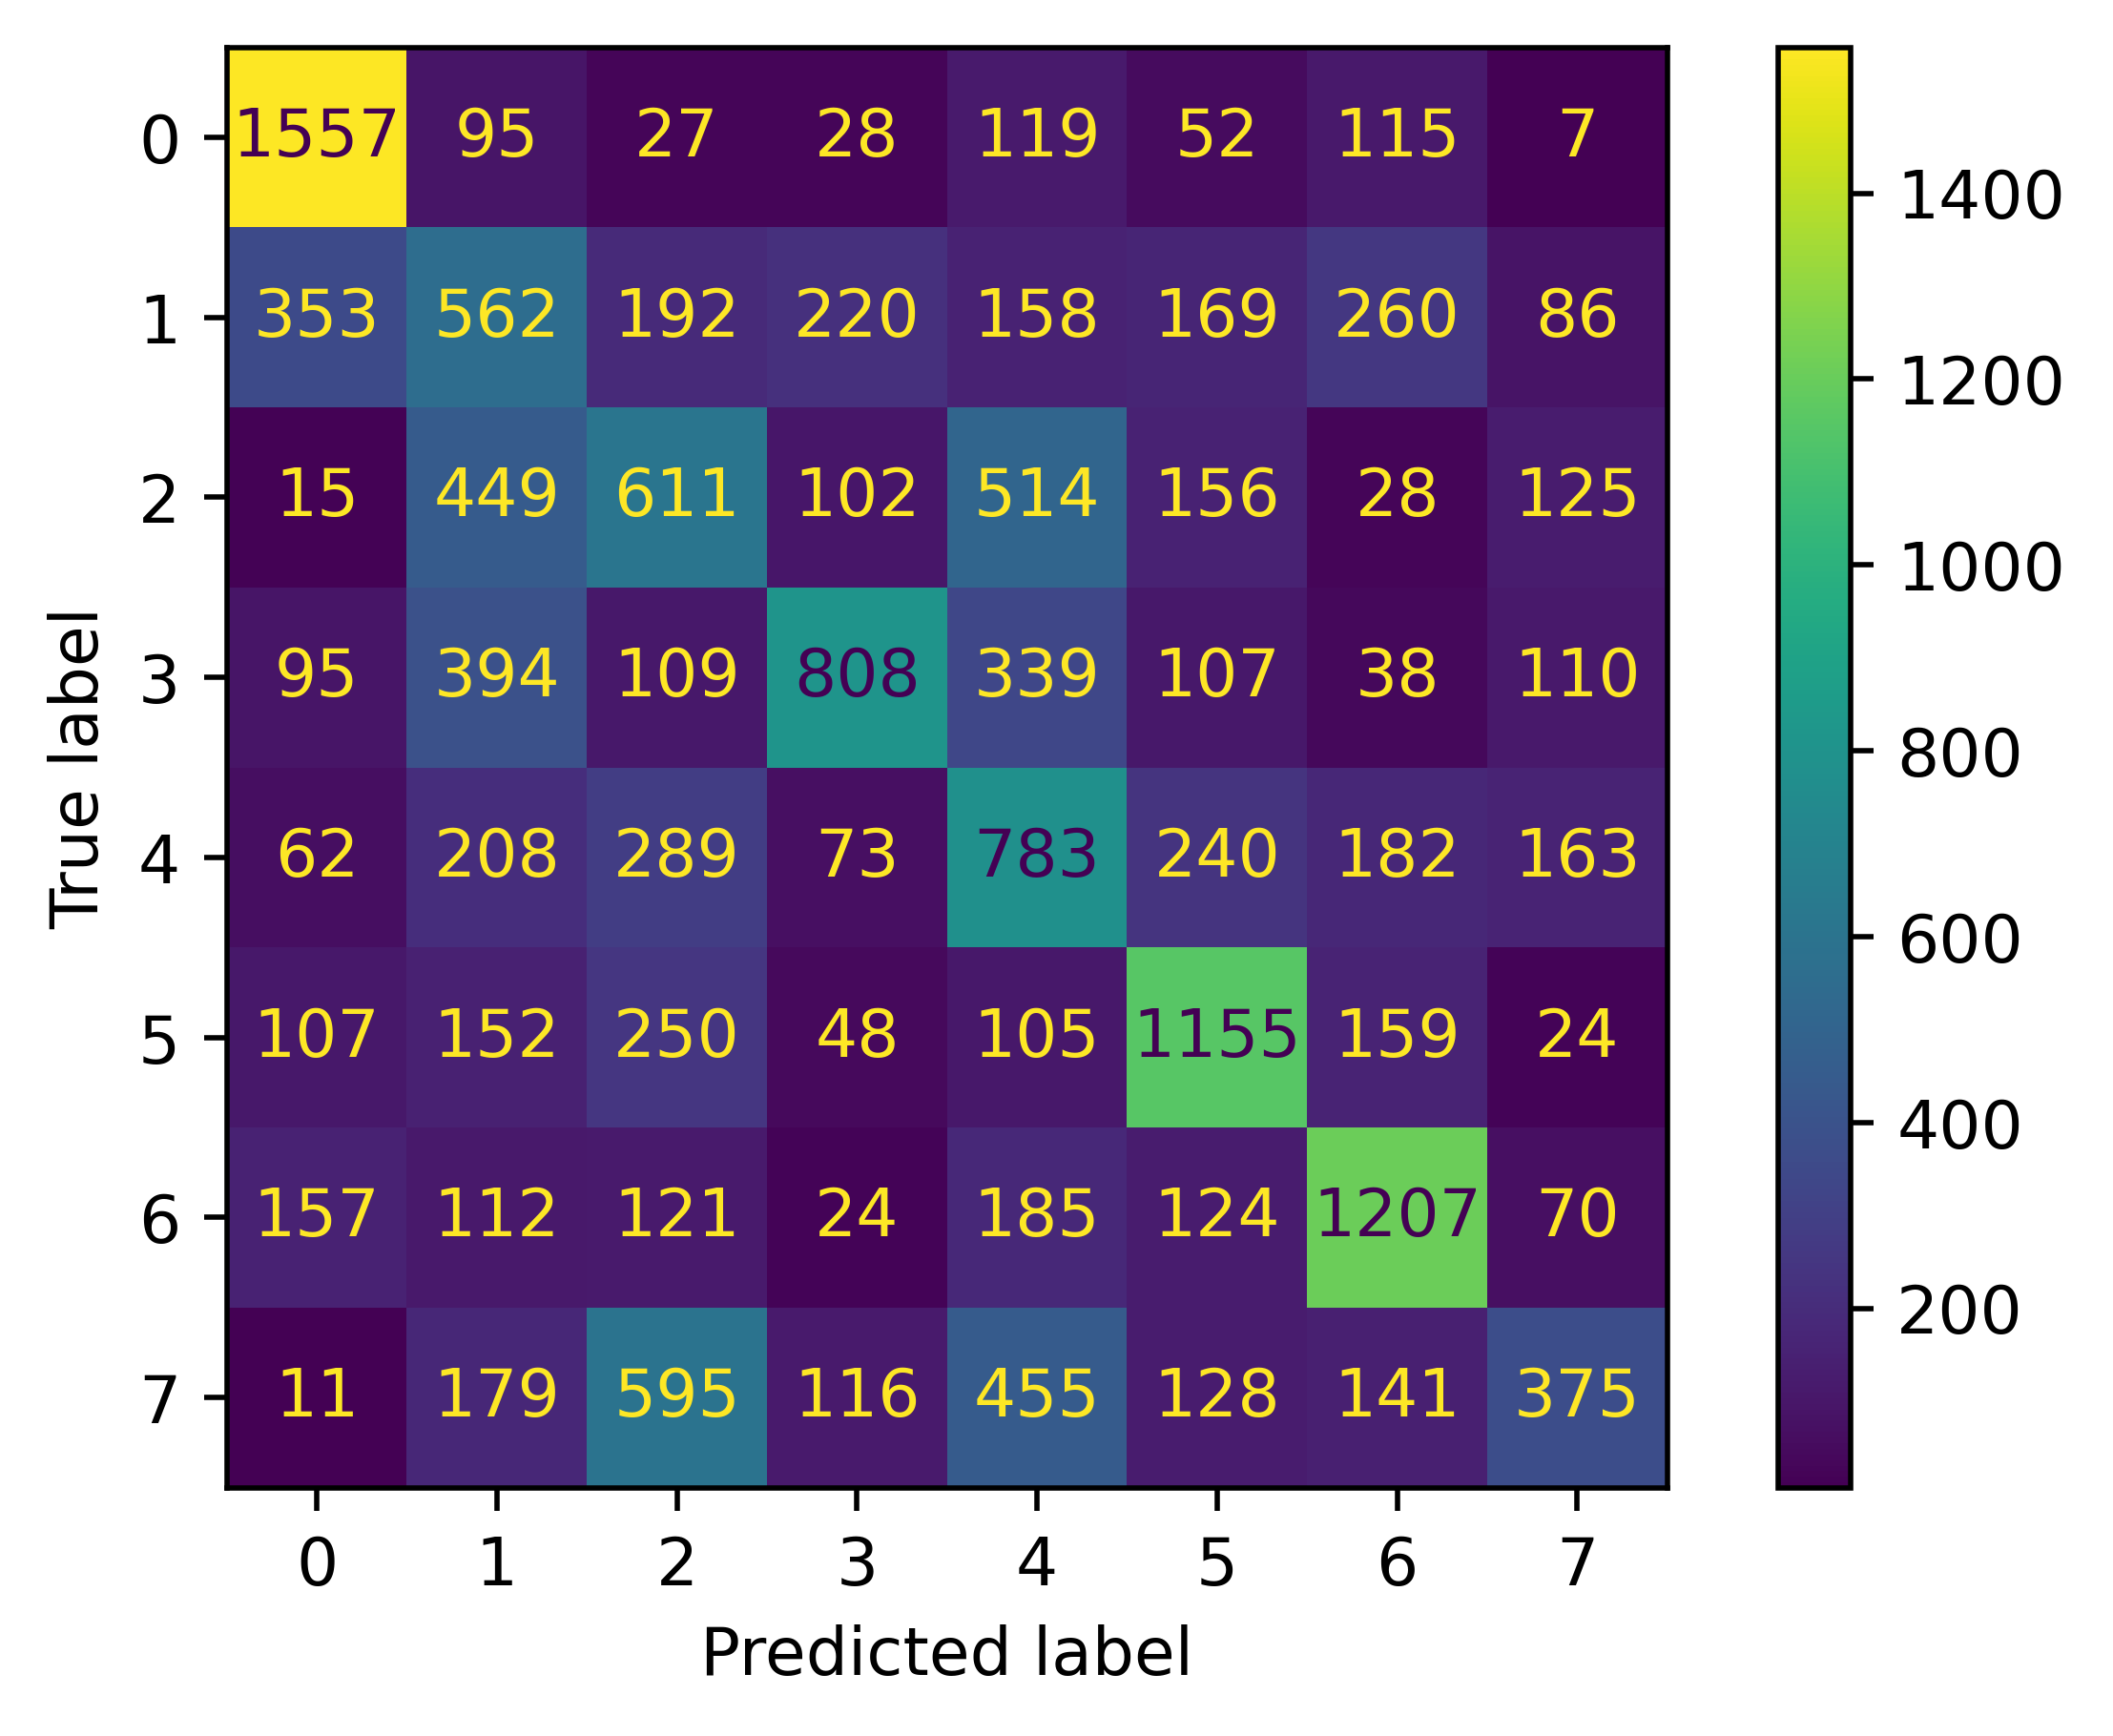 0 1557 95 27 28 119 52 115 7
1 353 562 192 220 158 169 260 86
2 15 449 611 102 514 156 28 125
3 95 394 109 808 339 107 38 110
4 62 208 289 73 783 240 182 163
5 107 152 250 48 105 1155 159 24
6 157 112 121 24 185 124 1207 70
7 11 179 595 116 455 128 141 375
0 1 2 3 4 5 6 7
Predicted label
True label
1400
1200
1000
800
600
400
200